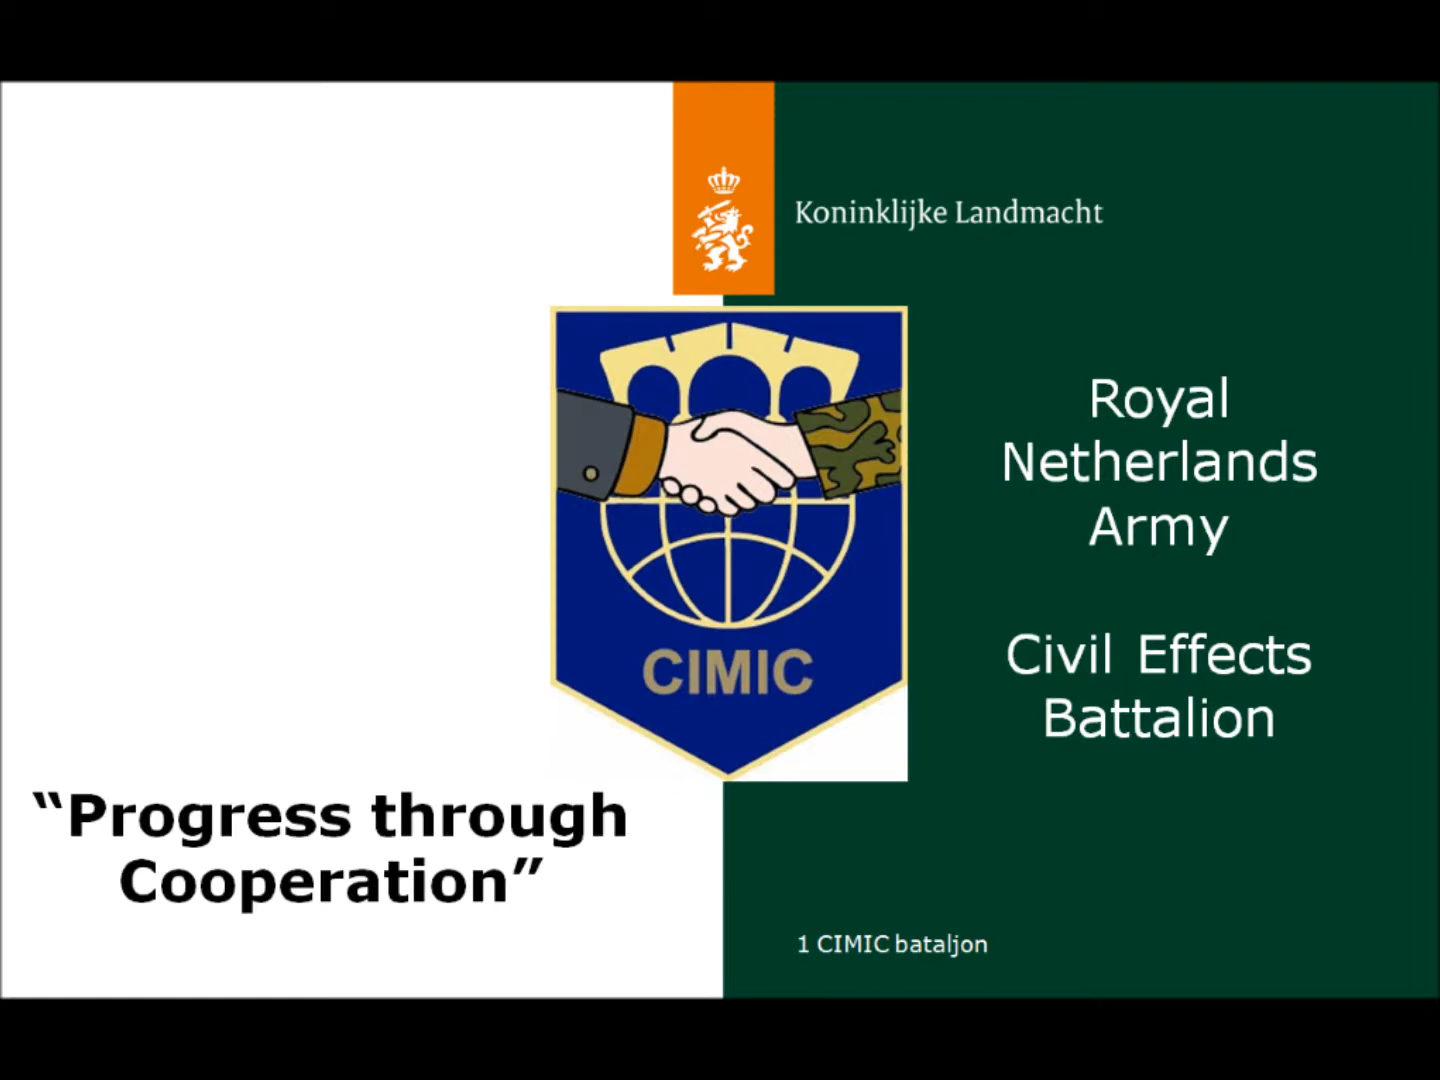 Koninklijke Landmacht
CIMIC
Royal
Netherlands
Army
Civil Effects
Battalion
“Progress through
Cooperation”
1 CIMIC bataljon